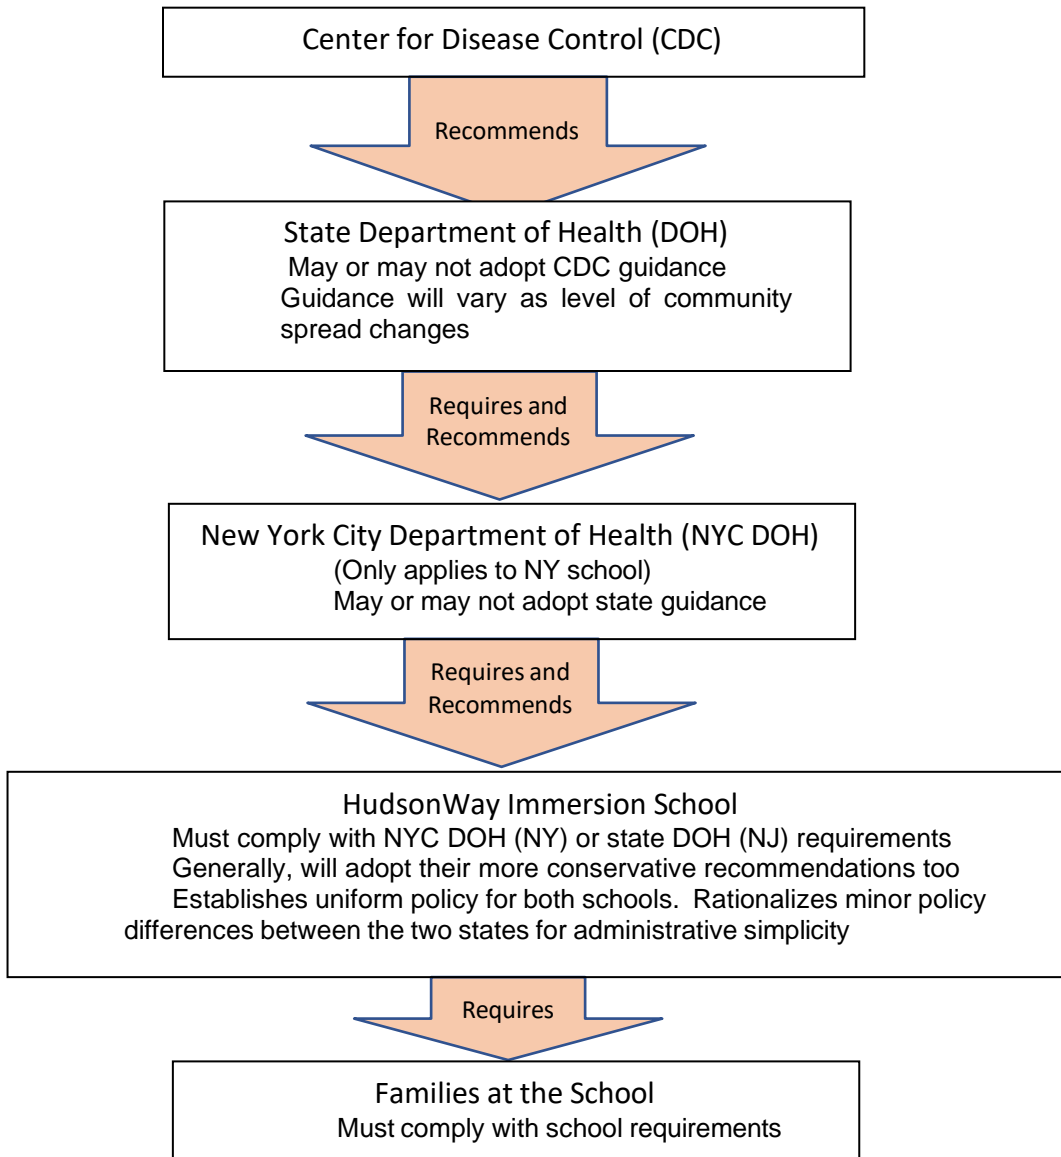 Center for Disease Control (CDC)
Recommends
State Department of Health (DOH)
May or may not adopt CDC guidance
Guidance will vary as level of community
spread changes
Requires and
Recommends
New York City Department of Health (NYC DOH)
(Only applies to NY school)
May or may not adopt state guidance
Requires and
Recommends
HudsonWay Immersion School
Must comply with NYC DOH (NY) or state DOH (NJ) requirements
Generally, will adopt their more conservative recommendations too
Establishes uniform policy for both schools. Rationalizes minor policy
differences between the two states for administrative simplicity
Requires
Families at the School
Must comply with school requirements